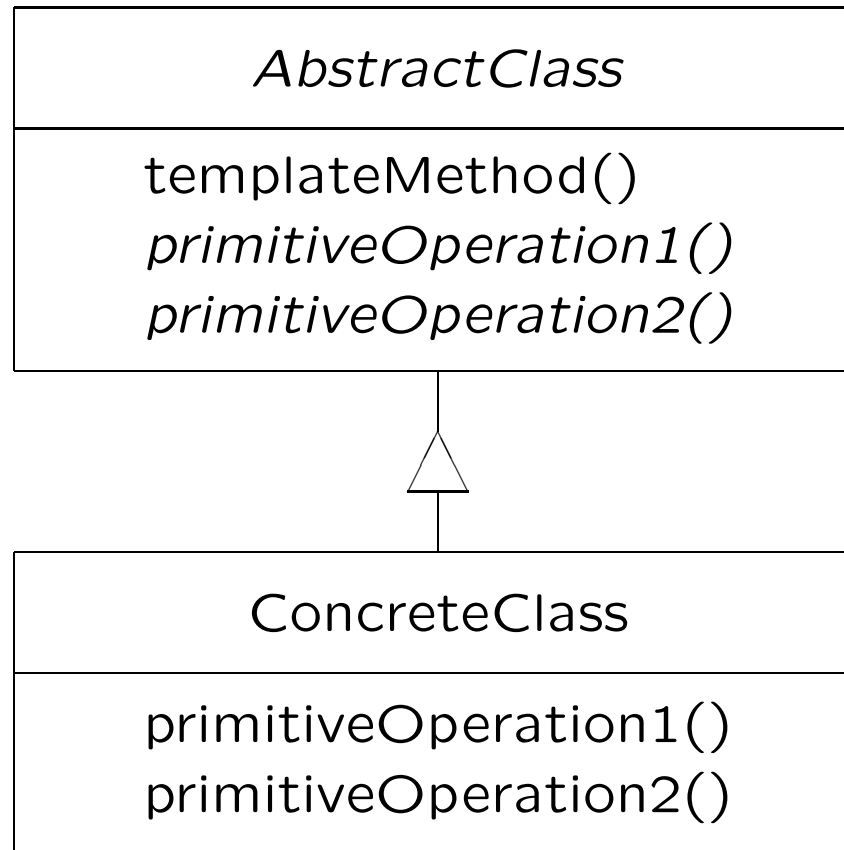 AbstractClass
templateMethod()
primitiveOperation1()
primitiveOperation2()
ConcreteClass
primitiveOperation1()
primitiveOperation2()